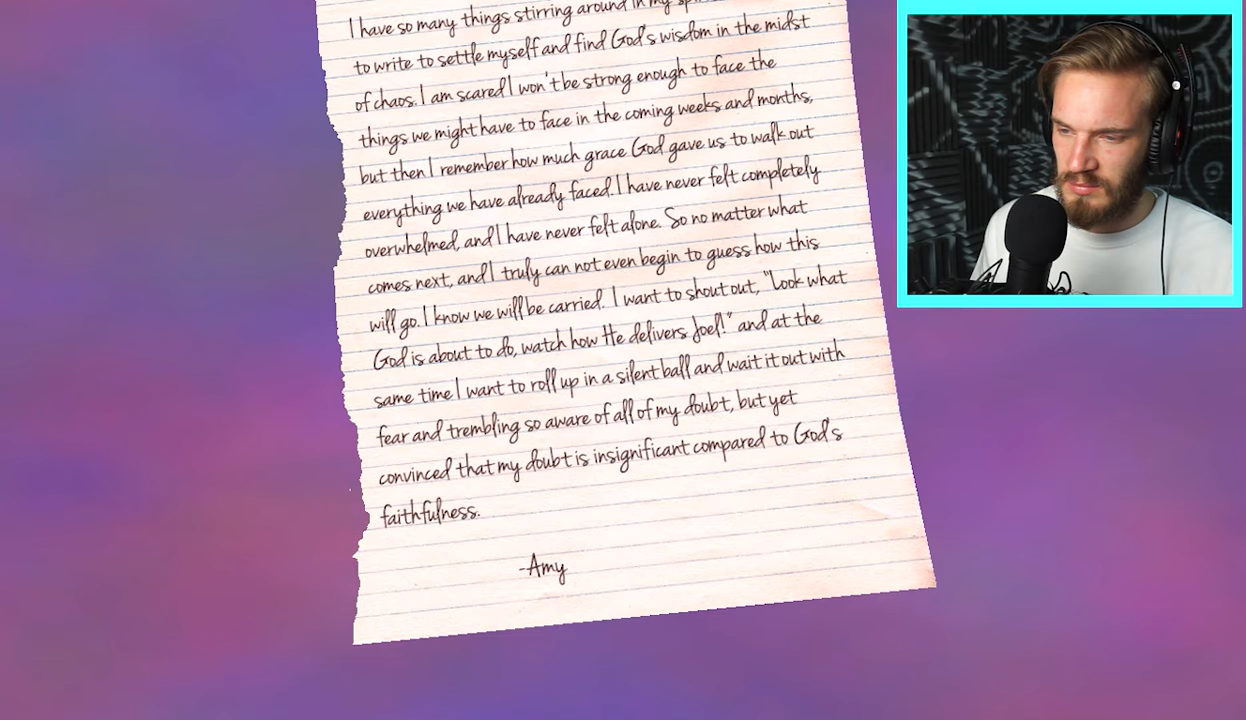 I have so many things stirring around in my
to write to settle myself and find God's wisdom in the midst
of chaos. I am scared I won't be strong enough to face the
things we might have to face in the coming weeks and months,
but then I remember how much grace God gave us to walk out
everything we have already faced. I have never felt completely
overwhelmed, and I have never felt alone. So no matter what
comes next, and I truly can not even begin to guess how this
will go. I know we will be carried. I want to shout out, "Look what
God is about to do, watch how He delivers Joel!" and at the
same time I want to roll up in a silent ball and wait it out with
fear and trembling so aware of all of my doubt, but yet
convinced that my doubt is insignificant compared to God's
faithfulness.
-Amy